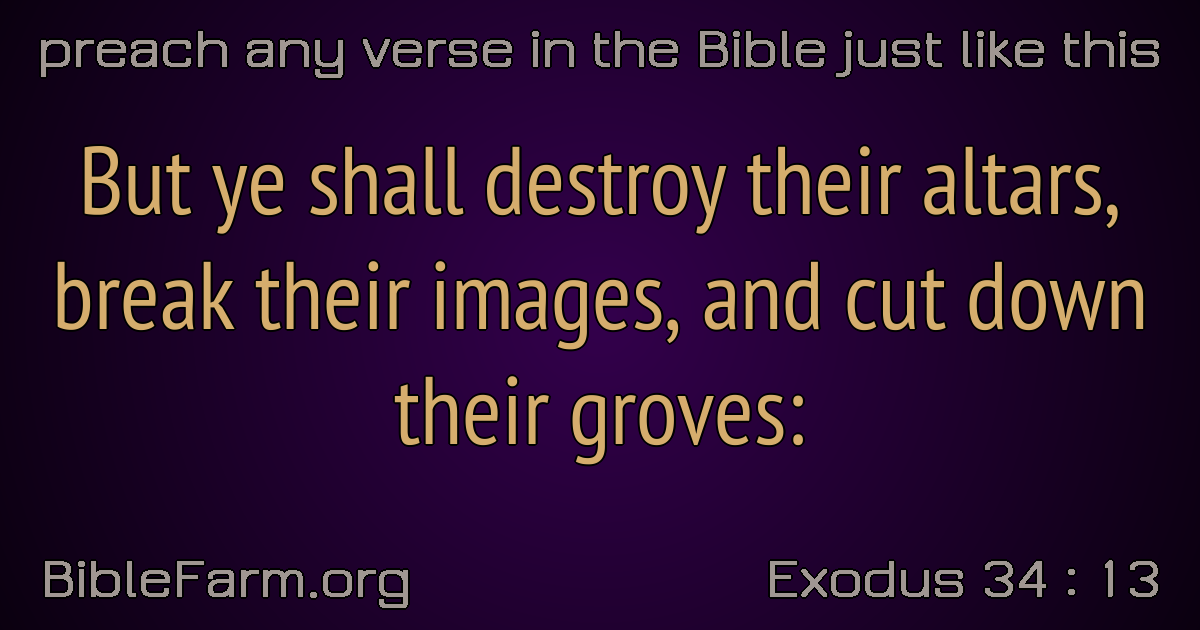 preach any verse in the Bible just like this
But ye shall destroy their altars,
break their images, and cut down
their groves:
BibleFarm.org
Exodus 34 : 13